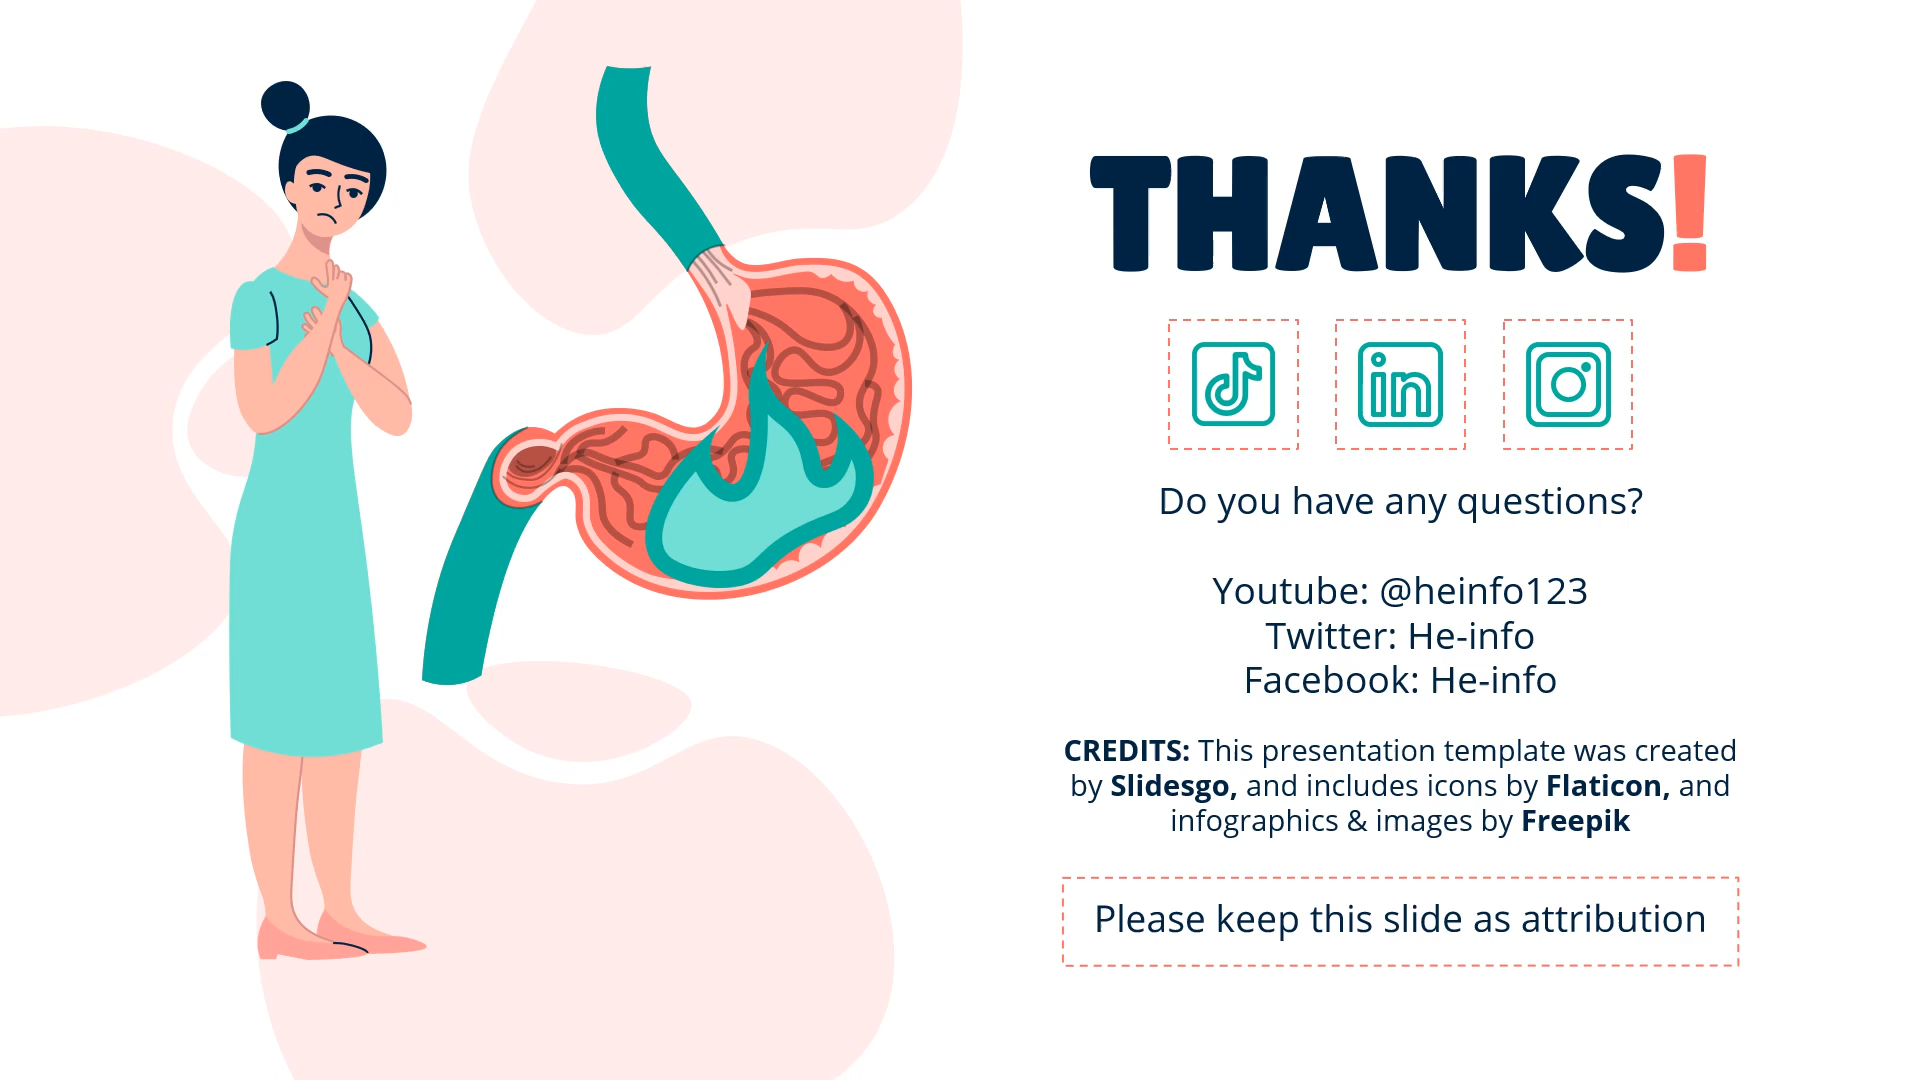 THANKS!
in
Do you have any questions?
Youtube: @heinfo123
Twitter: He-info
Facebook: He-info
CREDITS: This presentation template was created
by Slidesgo, and includes icons by Flaticon, and
infographics & images by Freepik
Please keep this slide as attribution